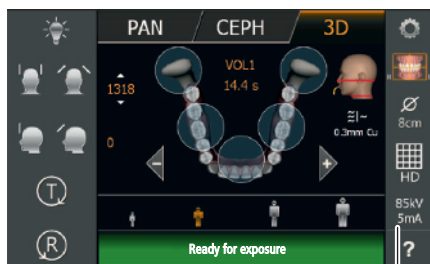 PAN
CEPH
3D
VOL1
14.4 s
1318
0
0.3mm Cu
8cm
HD
T
R
85kV
5mA
Ready for exposure
?